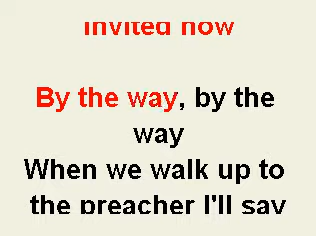 invited now
By the way, by the
way
When we walk up to
the preacher I'll say